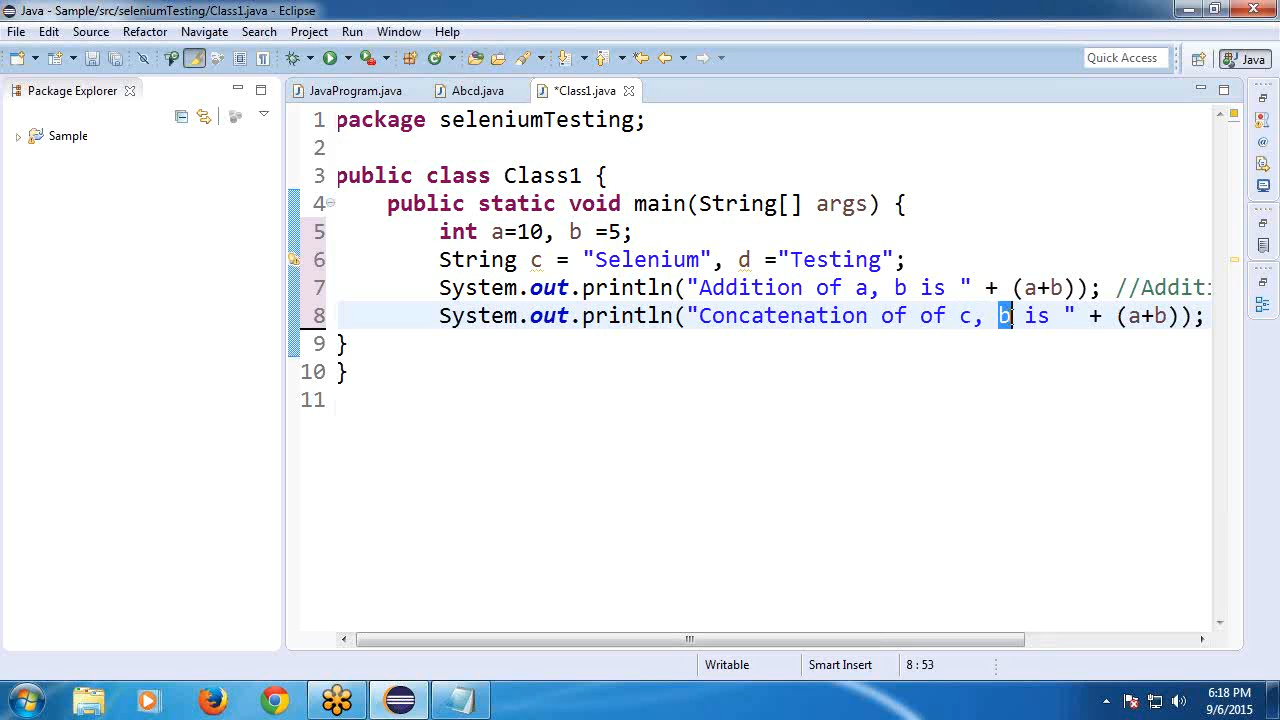 Java - Sample/src/seleniumTesting/Class1.java - Eclipse
File Edit Source Refactor Navigate Search Project Run Window Help
Quick Access
Java
Package Explorer
JavaProgram.java Abcd.java *Class1.java
Sample
1 package seleniumTesting;
2
3 public class Class1 {
4 public static void main(String[] args) {
5 int a=10, b =5;
6 String c = "Selenium", d ="Testing";
7 System.out.println("Addition of a, b is " + (a+b)); //Additi
8 System.out.println("Concatenation of of c, b is " + (a+b));
9 }
10 }
11
Writable Smart Insert 8 : 53
6:18 PM
9/6/2015